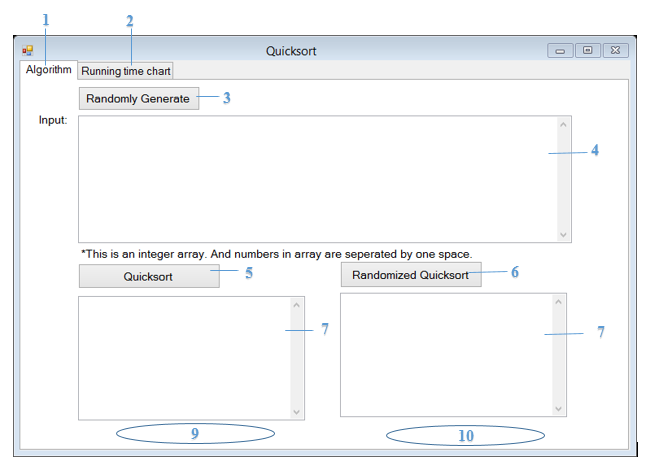 1 2
Quicksort
Algorithm Running time chart
Randomly Generate 3
Input:
4
*This is an integer array. And numbers in array are seperated by one space.
Quicksort 5 Randomized Quicksort 6
7 7
9 10